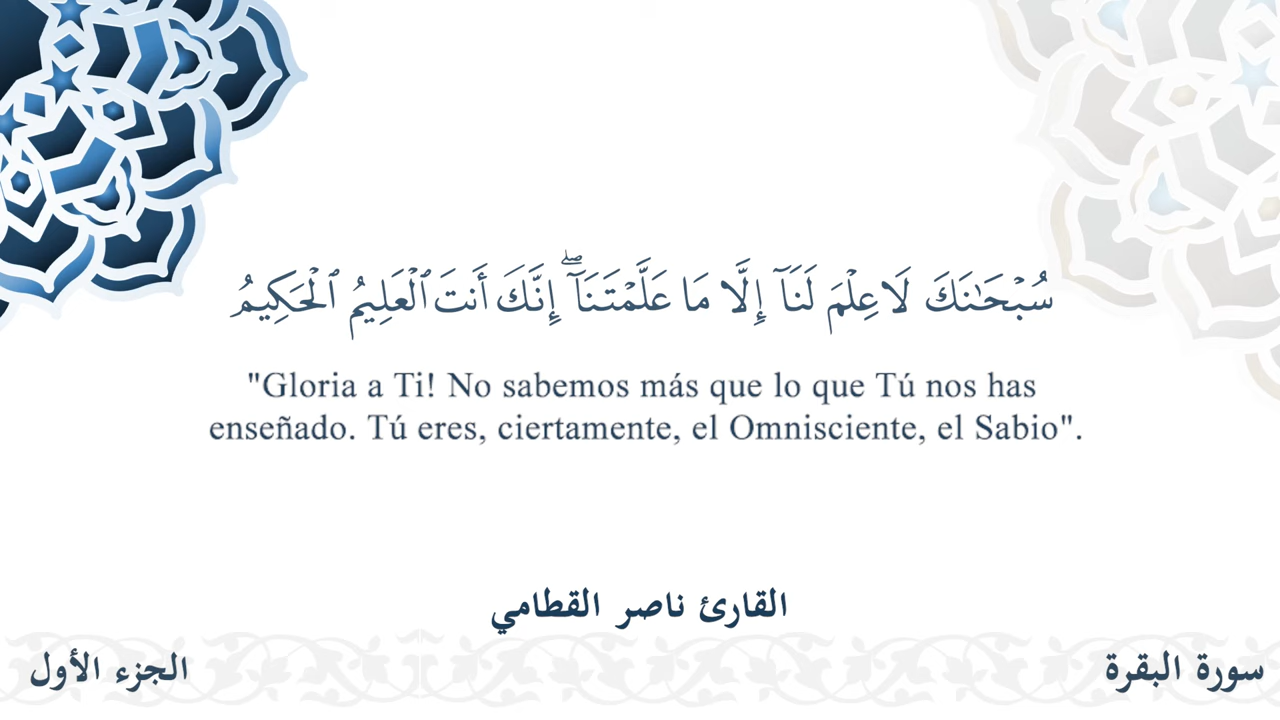 سُبْحَـٰنَكَ لَا عِلْمَ لَنَآ إِلَّا مَا عَلَّمْتَنَآ ۖ إِنَّكَ أَنتَ ٱلْعَلِيمُ ٱلْحَكِيمُ
"Gloria a Ti! No sabemos más que lo que Tú nos has
enseñado. Tú eres, ciertamente, el Omnisciente, el Sabio".
القارئ ناصر القطامي
سورة البقرة
الجزء الأول